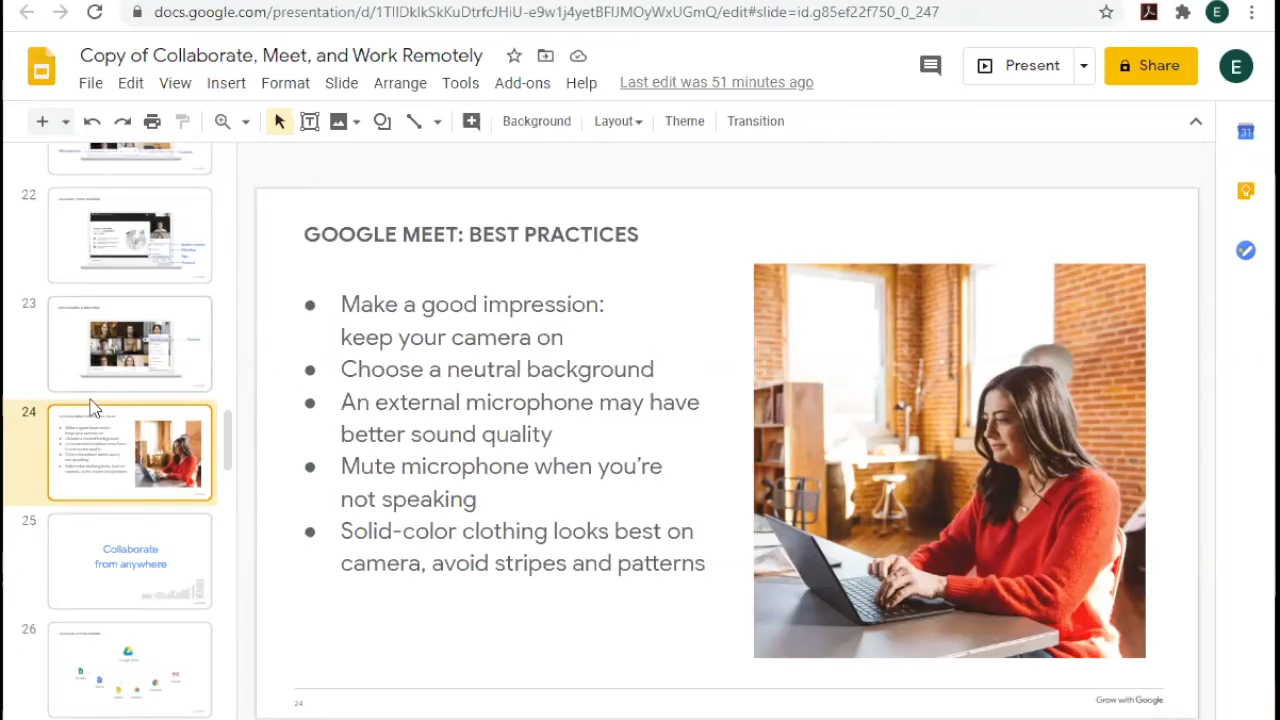 docs.google.com/presentation/d/1TIIDkIkSkKuDtrfcJHiU-e9w1j4yetBFIJMOyWxUGmQ/edit#slide=id.g85ef22f750_0_247
E
Copy of Collaborate, Meet, and Work Remotely
File Edit View Insert Format Slide Arrange Tools Add-ons Help Last edit was 51 minutes ago
Present
Share
E
Background Layout Theme Transition
31
22
23
24
25
Collaborate
from anywhere
26
GOOGLE MEET: BEST PRACTICES
● Make a good impression:
keep your camera on
● Choose a neutral background
● An external microphone may have
better sound quality
● Mute microphone when you’re
not speaking
● Solid-color clothing looks best on
camera, avoid stripes and patterns
24
Grow with Google